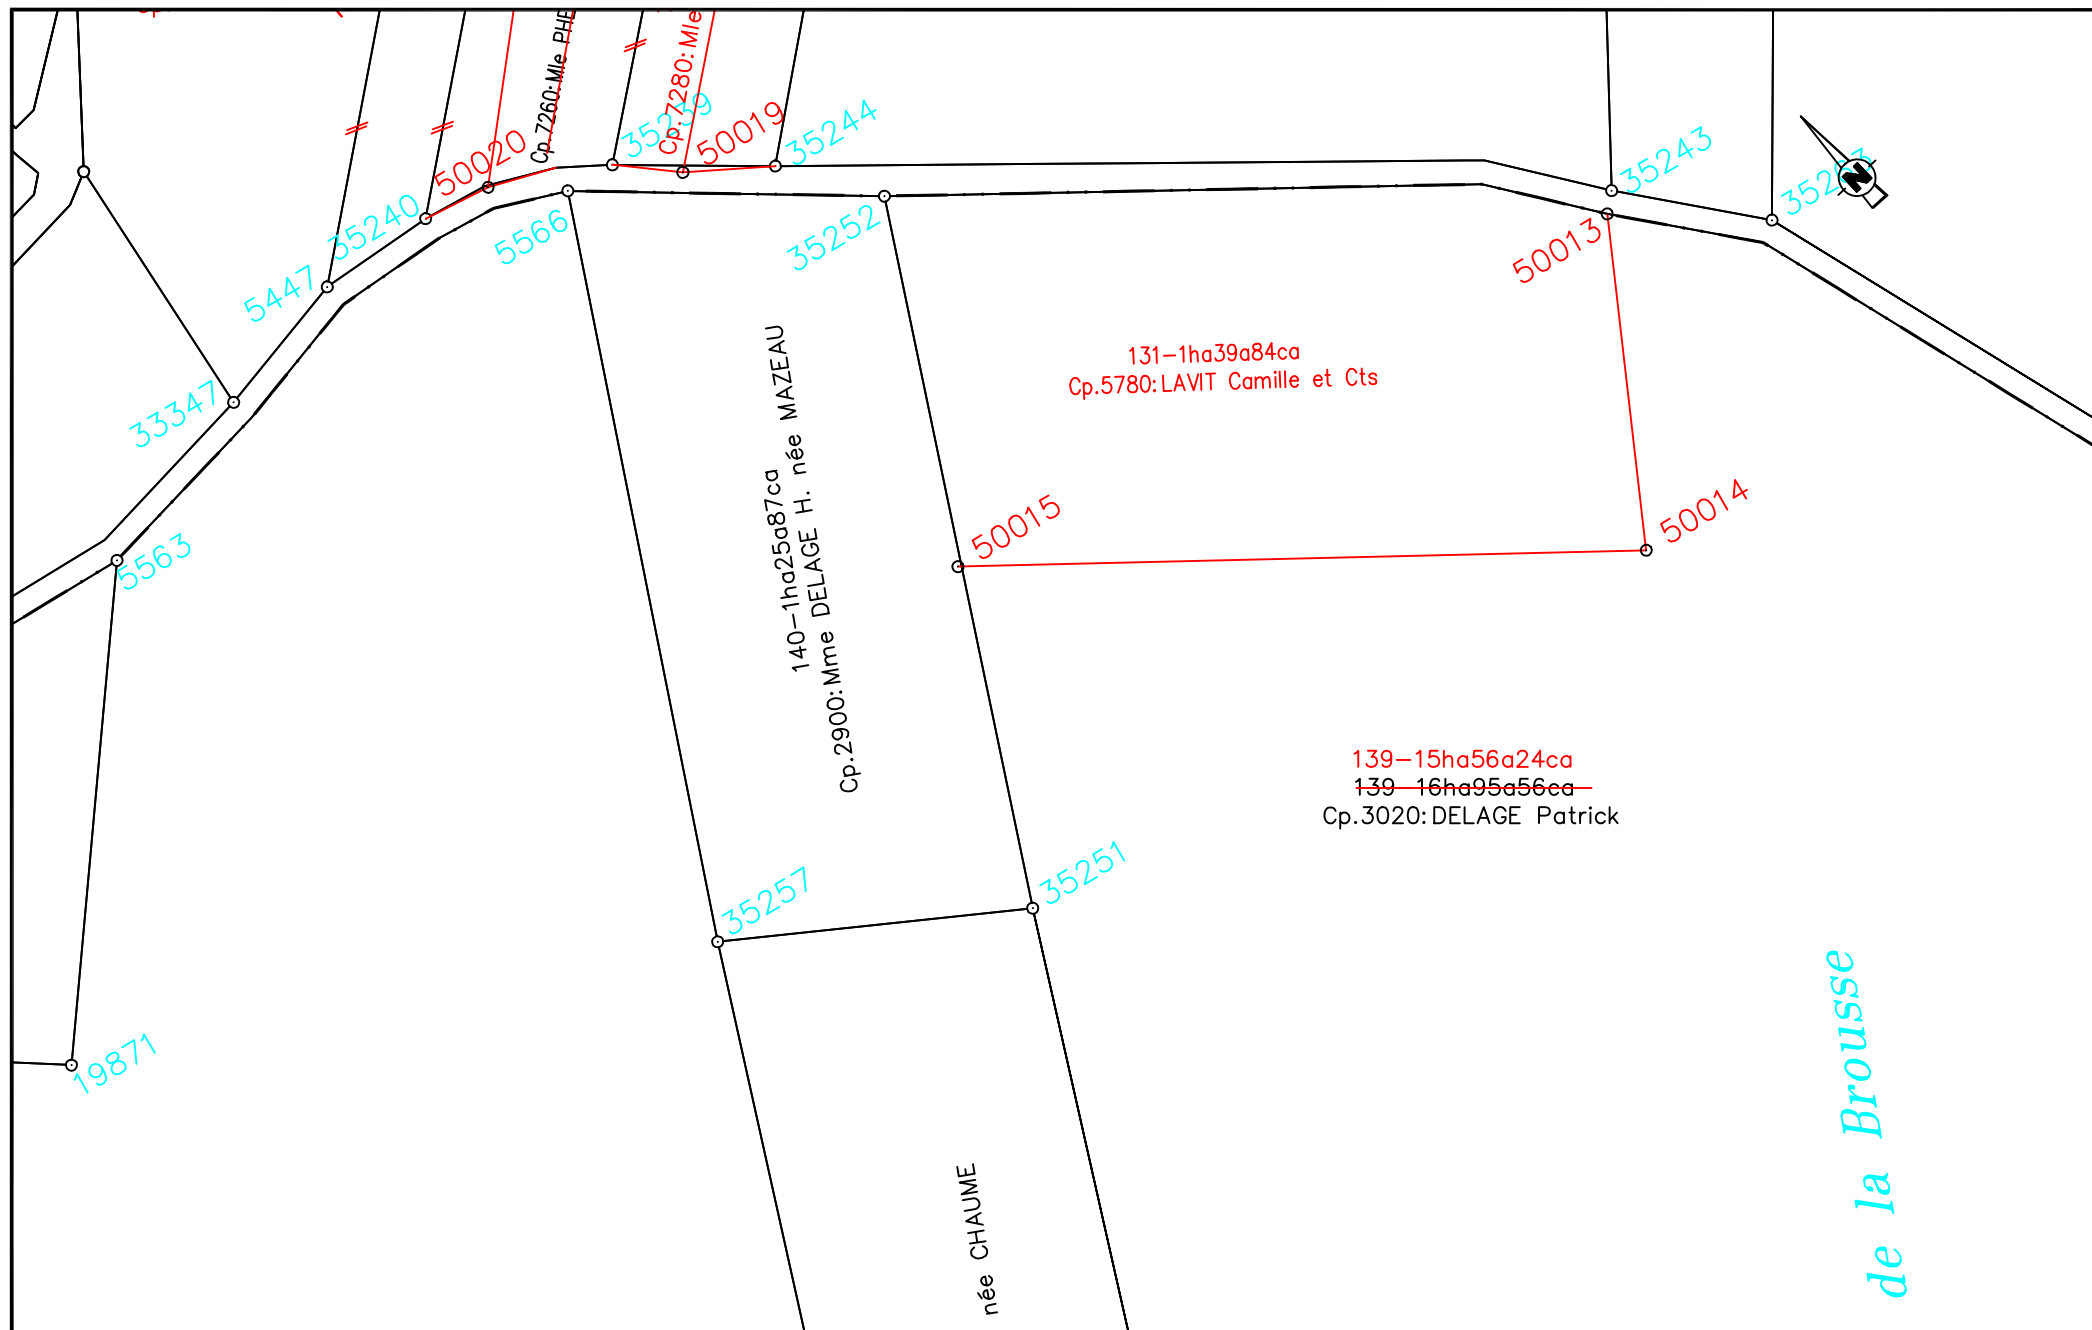 Cp.7260:Mle PHE
Cp.7280:Mle
35239
50019
35244
50020
35240
5566
35252
5447
33347
5563
35243
35263
N
50013
131-1ha39a84ca
Cp.5780:LAVIT Camille et Cts
140-1ha25a87ca
Cp.2900:Mme DELAGE H. née MAZEAU
50015
50014
139-15ha56a24ca
139-16ha95a56ca
Cp.3020:DELAGE Patrick
35257
35251
19871
née CHAUME
de la Brousse